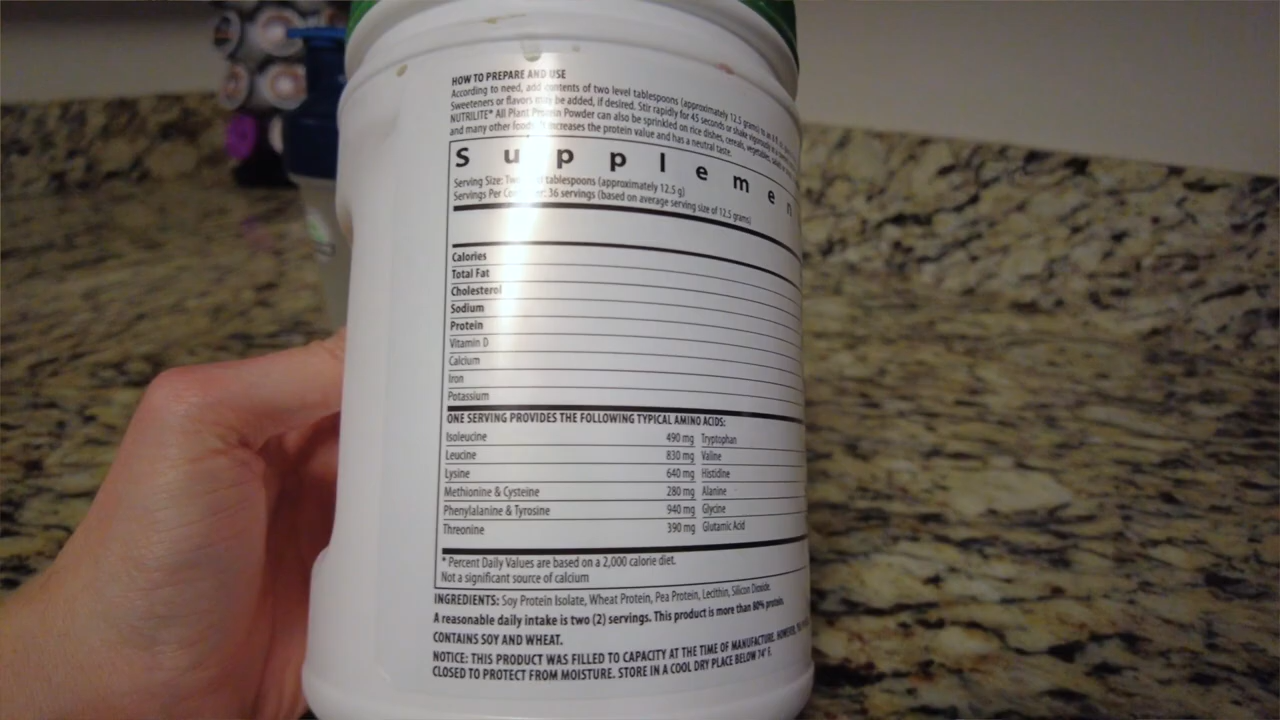 HOW TO PREPARE AND USE
According to need, add contents of two level tablespoons (approximately 12.5 grams) to an 8 fl. oz.
Sweeteners or flavors may be added, if desired. Stir rapidly for 45 seconds or shake vigorously in a
NUTRILITE® All Plant Protein Powder can also be sprinkled on rice dishes, cereals, vegetables,
and many other foods. It increases the protein value and has a neutral taste.
Supplemen
Serving Size: Two tablespoons (approximately 12.5 g)
Servings Per Container: 36 servings (based on average serving size of 12.5 grams)
Calories
Total Fat
Cholesterol
Sodium
Protein
Vitamin D
Calcium
Iron
Potassium
ONE SERVING PROVIDES THE FOLLOWING TYPICAL AMINO ACIDS:
Isoleucine 490 mg Tryptophan
Leucine 830 mg Valine
Lysine 640 mg Histidine
Methionine & Cysteine 280 mg Alanine
Phenylalanine & Tyrosine 940 mg Glycine
Threonine 390 mg Glutamic Acid
* Percent Daily Values are based on a 2,000 calorie diet.
Not a significant source of calcium
INGREDIENTS: Soy Protein Isolate, Wheat Protein, Pea Protein, Lecithin, Silicon Dioxide.
A reasonable daily intake is two (2) servings. This product is more than 80% protein.
CONTAINS SOY AND WHEAT.
NOTICE: THIS PRODUCT WAS FILLED TO CAPACITY AT THE TIME OF MANUFACTURE. HOWEVER,
CLOSED TO PROTECT FROM MOISTURE. STORE IN A COOL DRY PLACE BELOW 74° F.